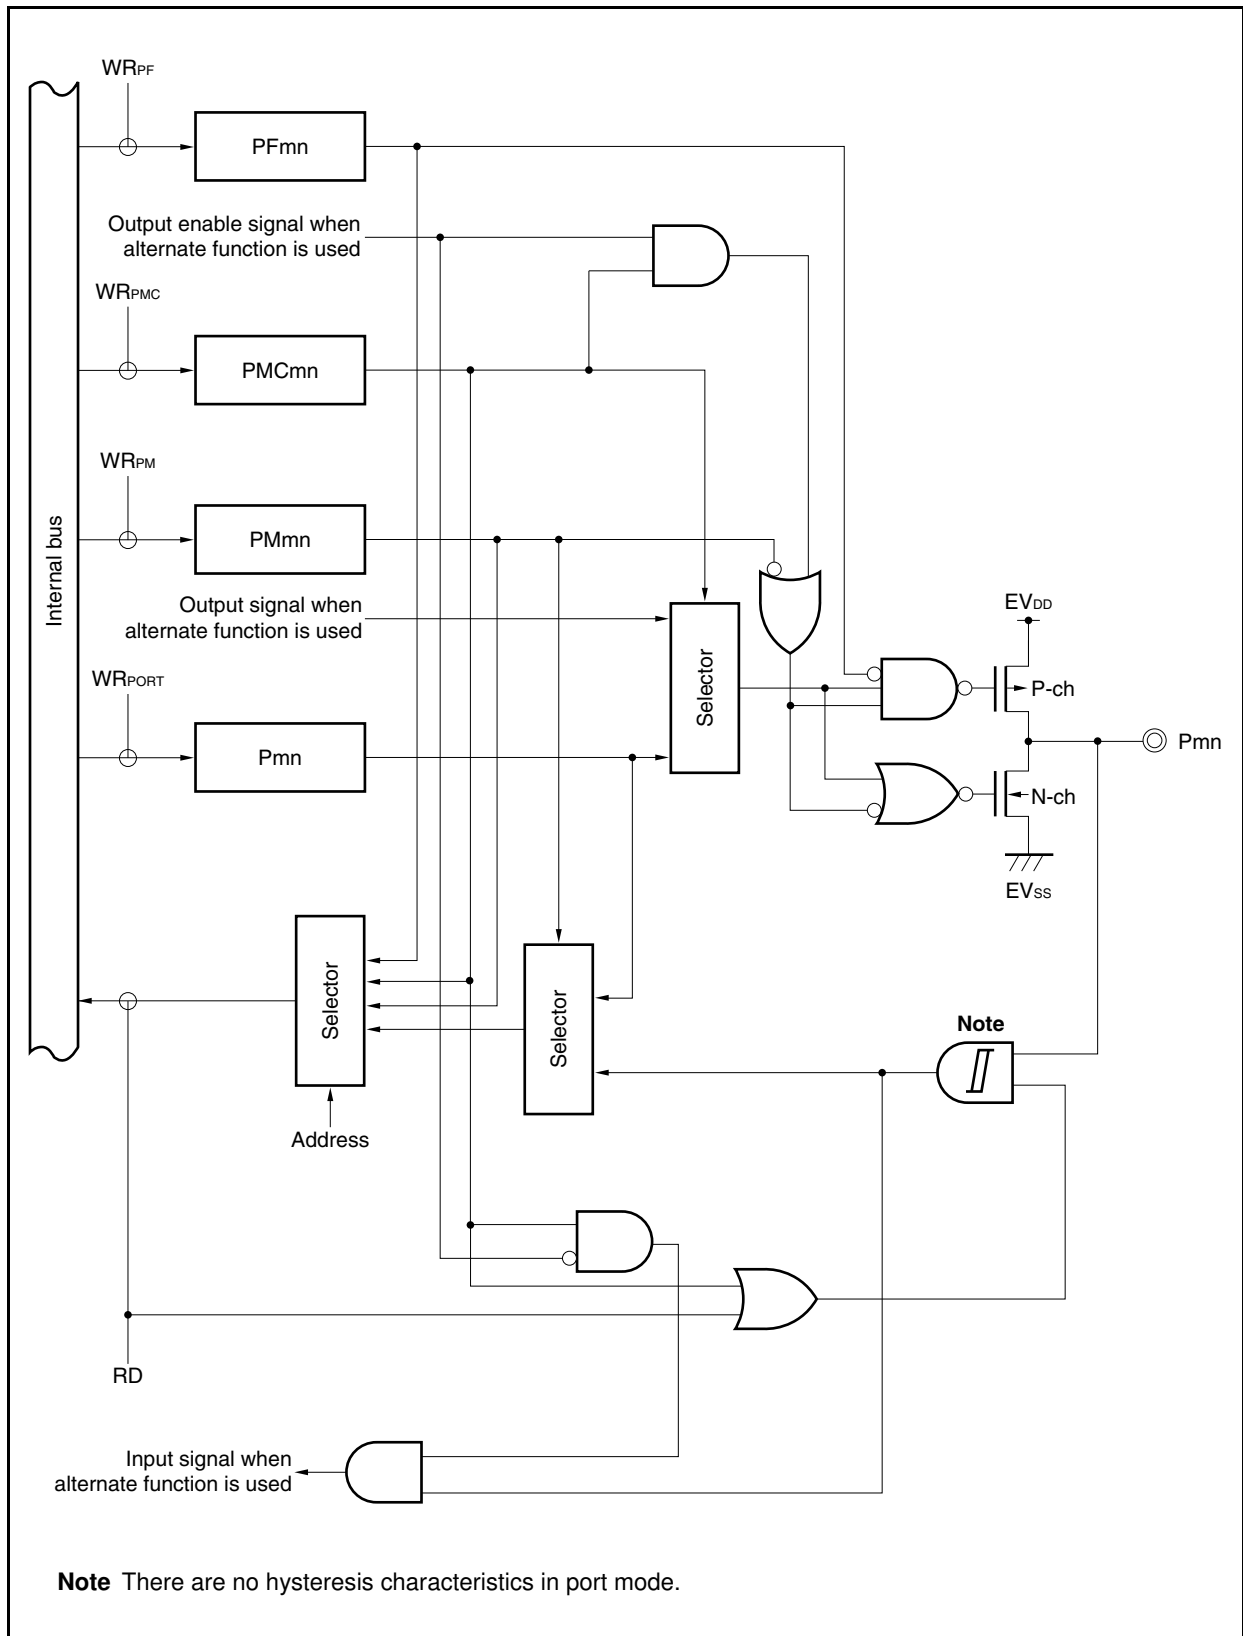 WRPF
PFmn
Output enable signal when
alternate function is used
WRPMC
PMCmn
WRPM
PMmn
Internal bus
Output signal when
alternate function is used
Selector
EVDD
P-ch
WRPORT
Pmn
Pmn
N-ch
EVSS
Selector
Selector
Note
Address
RD
Input signal when
alternate function is used
Note There are no hysteresis characteristics in port mode.